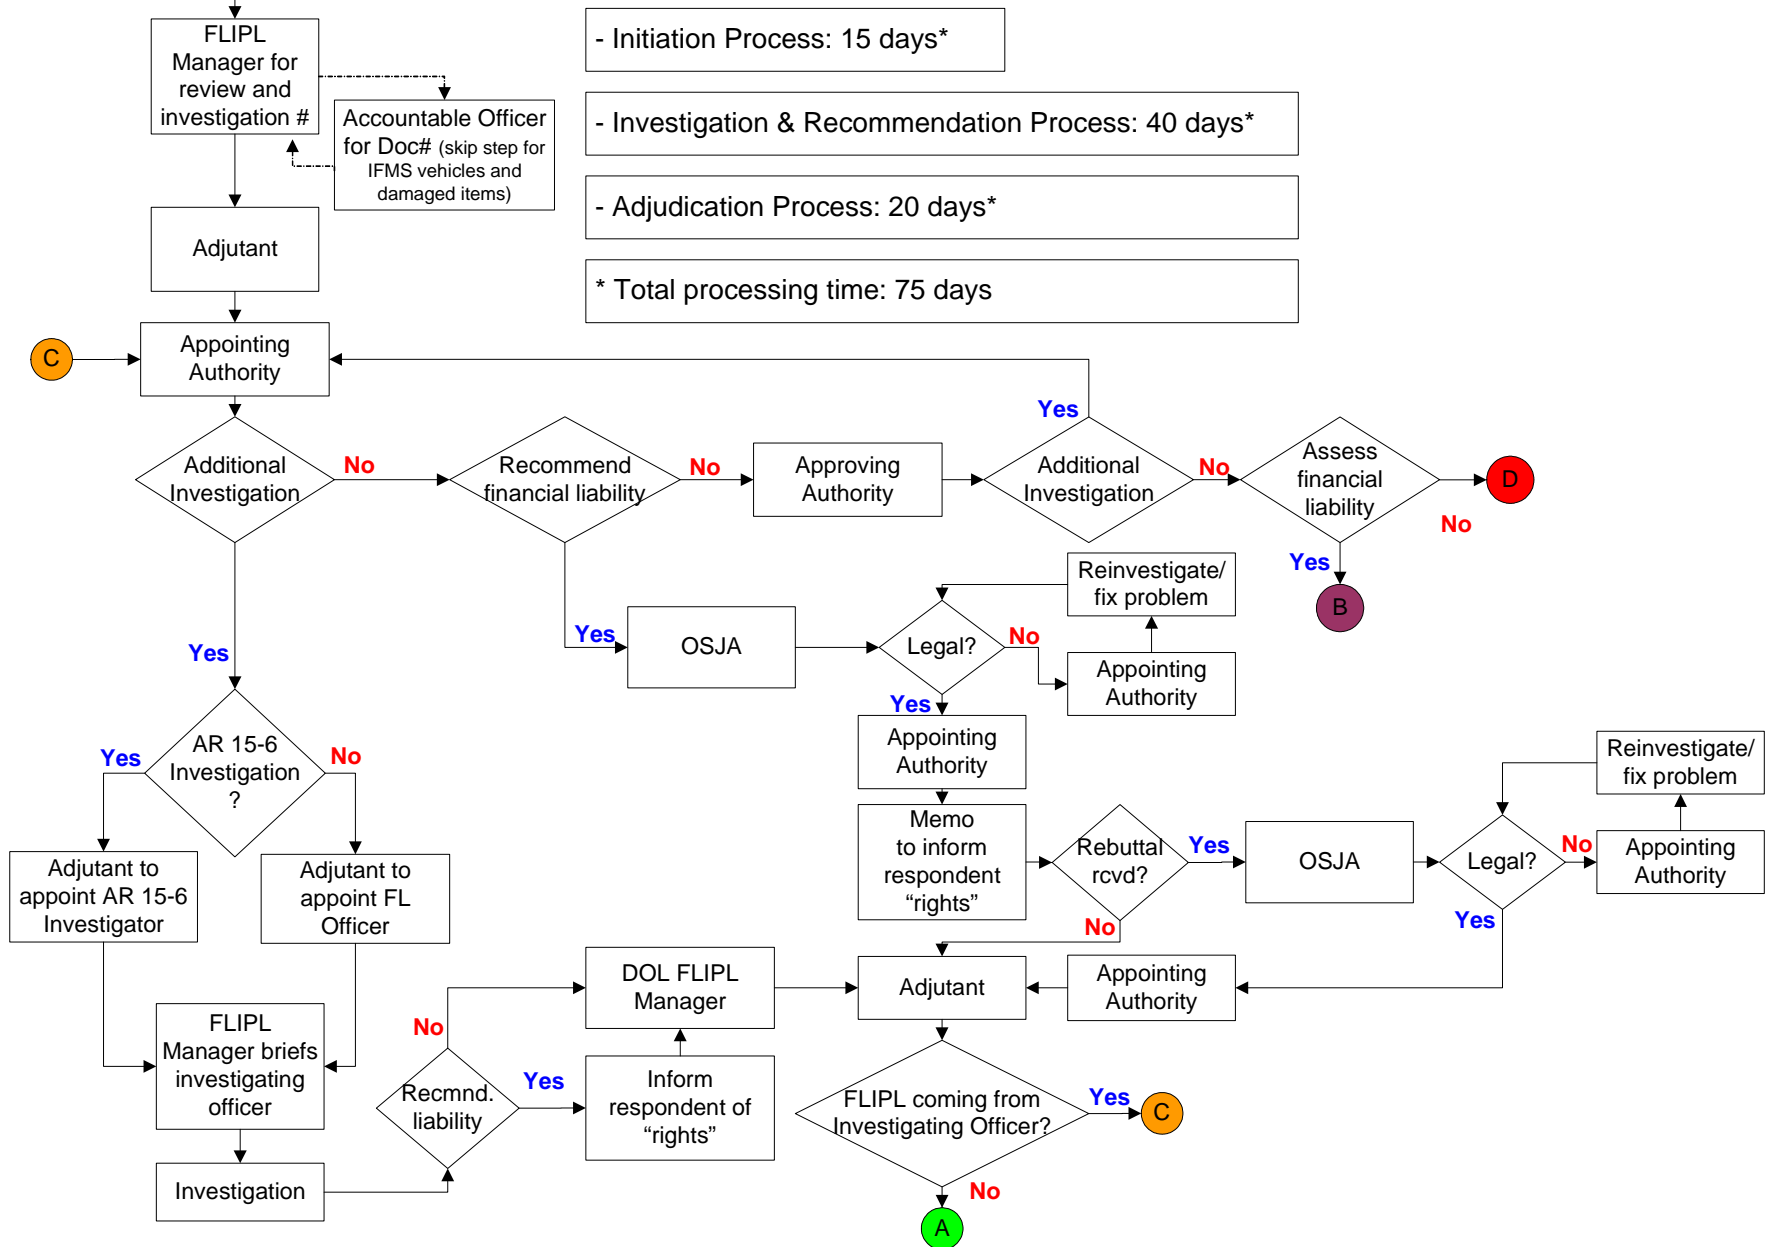 FLIPL
Manager for
review and
investigation #
Accountable Officer
for Doc# (skip step for
IFMS vehicles and
damaged items)
- Initiation Process: 15 days*
- Investigation & Recommendation Process: 40 days*
- Adjudication Process: 20 days*
* Total processing time: 75 days
Adjutant
C
Appointing
Authority
Additional
Investigation
No
Recommend
financial liability
No
Approving
Authority
Yes
Additional
Investigation
No
Assess
financial
liability
D
No
Yes
B
Yes
OSJA
Legal?
No
Reinvestigate/
fix problem
Appointing
Authority
Yes
Appointing
Authority
Memo
to inform
respondent
“rights”
Rebuttal
rcvd?
Yes
OSJA
Legal?
No
Reinvestigate/
fix problem
Appointing
Authority
Yes
No
Adjutant
Appointing
Authority
Yes
AR 15-6
Investigation
?
Yes
No
Adjutant to
appoint AR 15-6
Investigator
Adjutant to
appoint FL
Officer
FLIPL
Manager briefs
investigating
officer
Investigation
Recmnd.
liability
No
Yes
DOL FLIPL
Manager
Inform
respondent of
“rights”
FLIPL coming from
Investigating Officer?
Yes
C
No
A